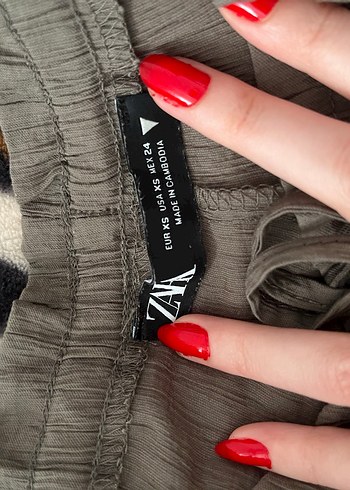 ZARA
EUR XS USA XS MEX 24
MADE IN CAMBODIA